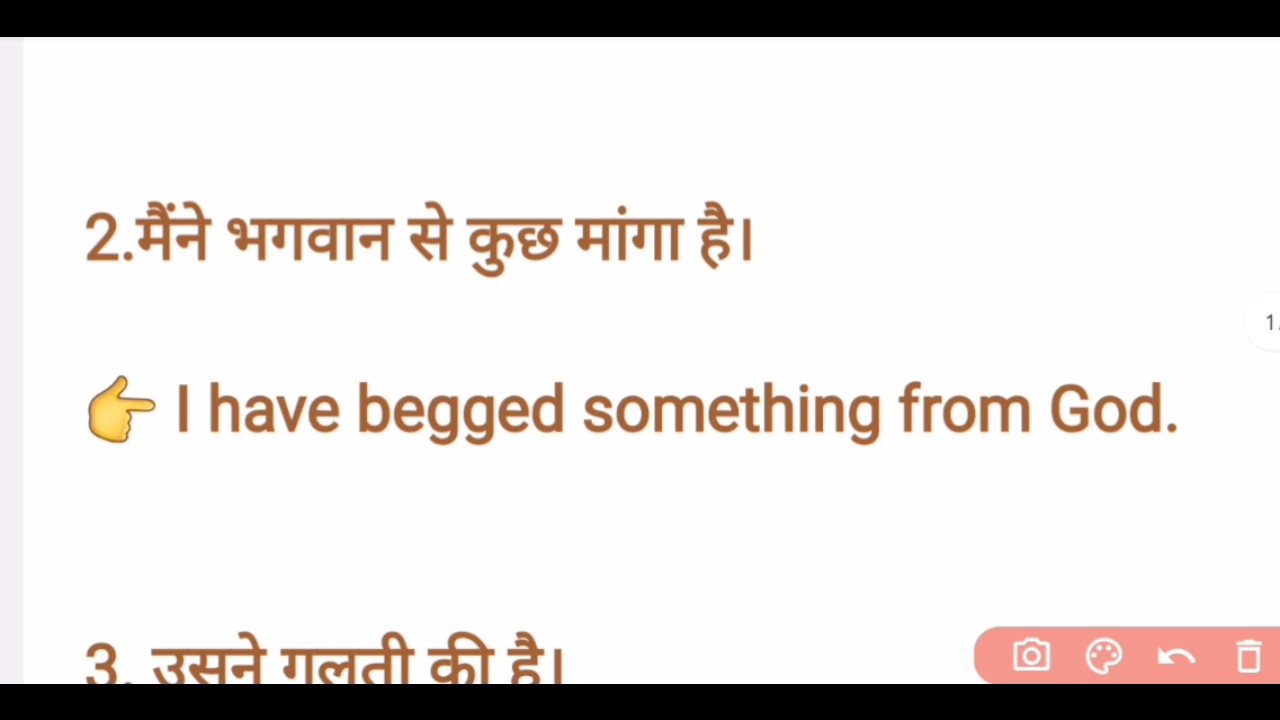 2.मैंने भगवान से कुछ मांगा है।
👉 I have begged something from God.
3. उसने गलती की है।